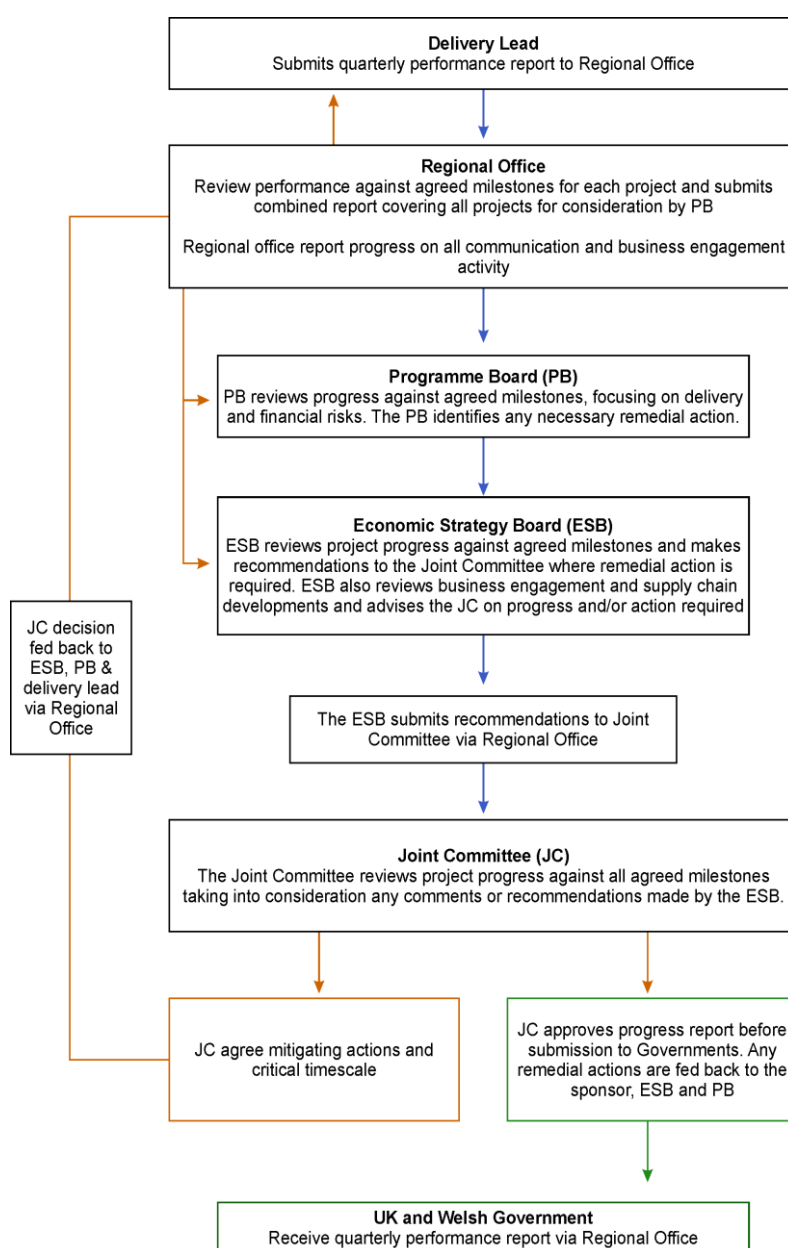 Delivery Lead
Submits quarterly performance report to Regional Office
Regional Office
Review performance against agreed milestones for each project and submits
combined report covering all projects for consideration by PB
Regional office report progress on all communication and business engagement
activity
Programme Board (PB)
PB reviews progress against agreed milestones, focusing on delivery
and financial risks. The PB identifies any necessary remedial action.
Economic Strategy Board (ESB)
ESB reviews project progress against agreed milestones and makes
recommendations to the Joint Committee where remedial action is
required. ESB also reviews business engagement and supply chain
developments and advises the JC on progress and/or action required
JC decision
fed back to
ESB, PB &
delivery lead
via Regional
Office
The ESB submits recommendations to Joint
Committee via Regional Office
Joint Committee (JC)
The Joint Committee reviews project progress against all agreed milestones
taking into consideration any comments or recommendations made by the ESB.
JC agree mitigating actions and
critical timescale
JC approves progress report before
submission to Governments. Any
remedial actions are fed back to the
sponsor, ESB and PB
UK and Welsh Government
Receive quarterly performance report via Regional Office